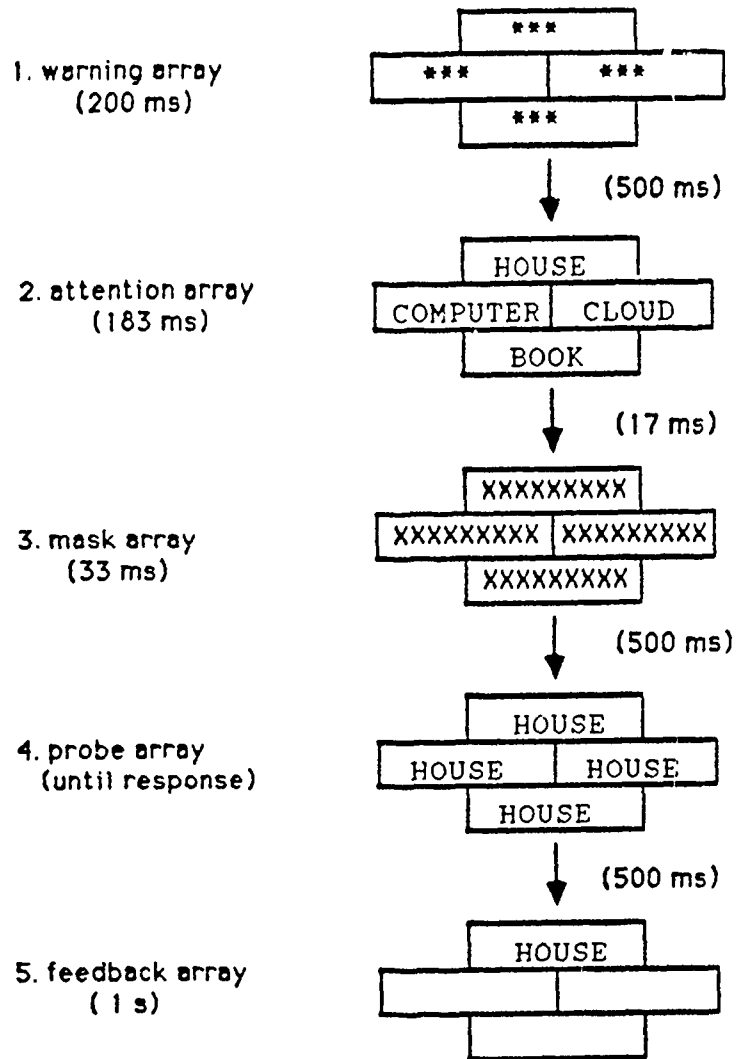 ***
1. warning array
(200 ms)
*** ***
***
(500 ms)
HOUSE
2. attention array
(183 ms)
COMPUTER CLOUD
BOOK
(17 ms)
XXXXXXXXX
3. mask array
(33 ms)
XXXXXXXXX XXXXXXXXX
XXXXXXXXX
(500 ms)
HOUSE
4. probe array
(until response)
HOUSE HOUSE
HOUSE
(500 ms)
HOUSE
5. feedback array
( 1 s)